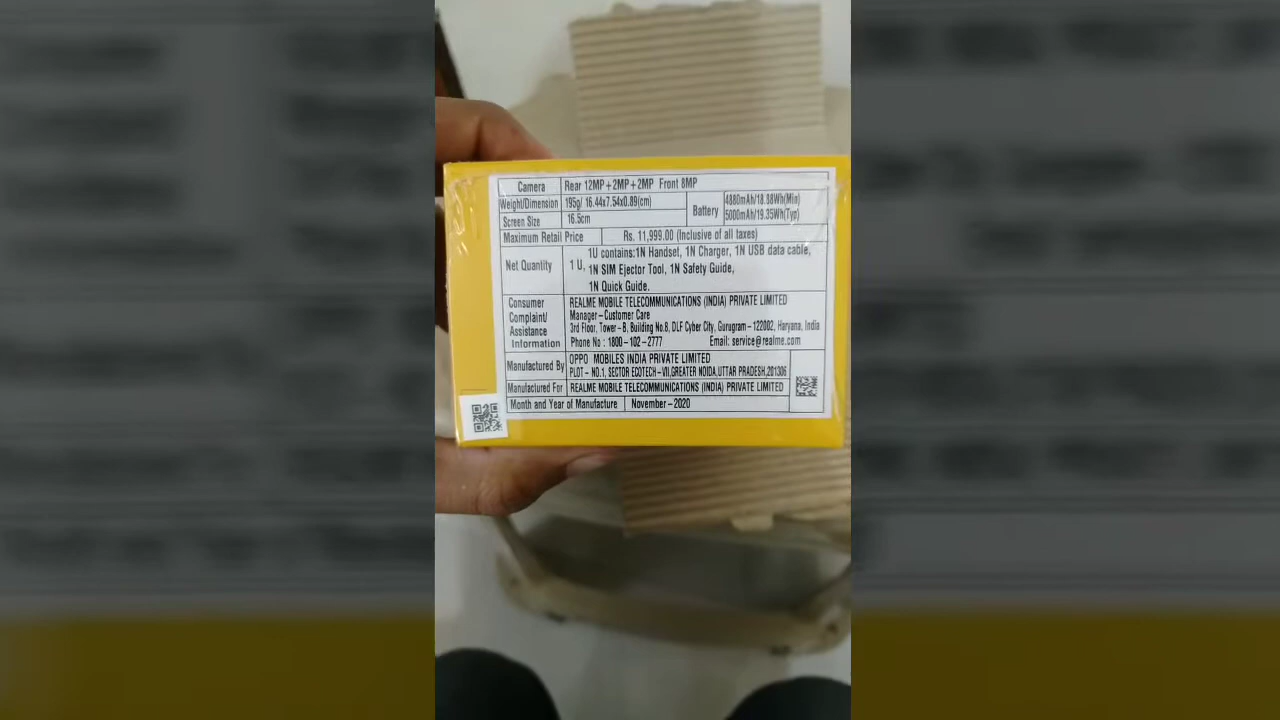 Camera Rear 12MP+2MP+2MP Front 8MP
Weight/Dimension 195g/ 16.44x7.54x0.89(cm) Battery 4880mAh/18.88Wh(Min)
5000mAh/19.35Wh(Typ)
Screen Size 16.5cm
Maximum Retail Price Rs. 11,999.00 (Inclusive of all taxes)
Net Quantity 1 U, 1U contains:1N Handset, 1N Charger, 1N USB data cable,
1N SIM Ejector Tool, 1N Safety Guide,
1N Quick Guide.
Consumer Complaint/ Assistance Information
REALME MOBILE TELECOMMUNICATIONS (INDIA) PRIVATE LIMITED
Manager-Customer Care
3rd Floor, Tower-B, Building No.8, DLF Cyber City, Gurugram-122002, Haryana, India
Phone No : 1800-102-2777 Email: service@realme.com
Manufactured By OPPO MOBILES INDIA PRIVATE LIMITED
PLOT - NO.1, SECTOR ECOTECH-VII,GREATER NOIDA,UTTAR PRADESH,201306
Manufactured For REALME MOBILE TELECOMMUNICATIONS (INDIA) PRIVATE LIMITED
Month and Year of Manufacture November-2020